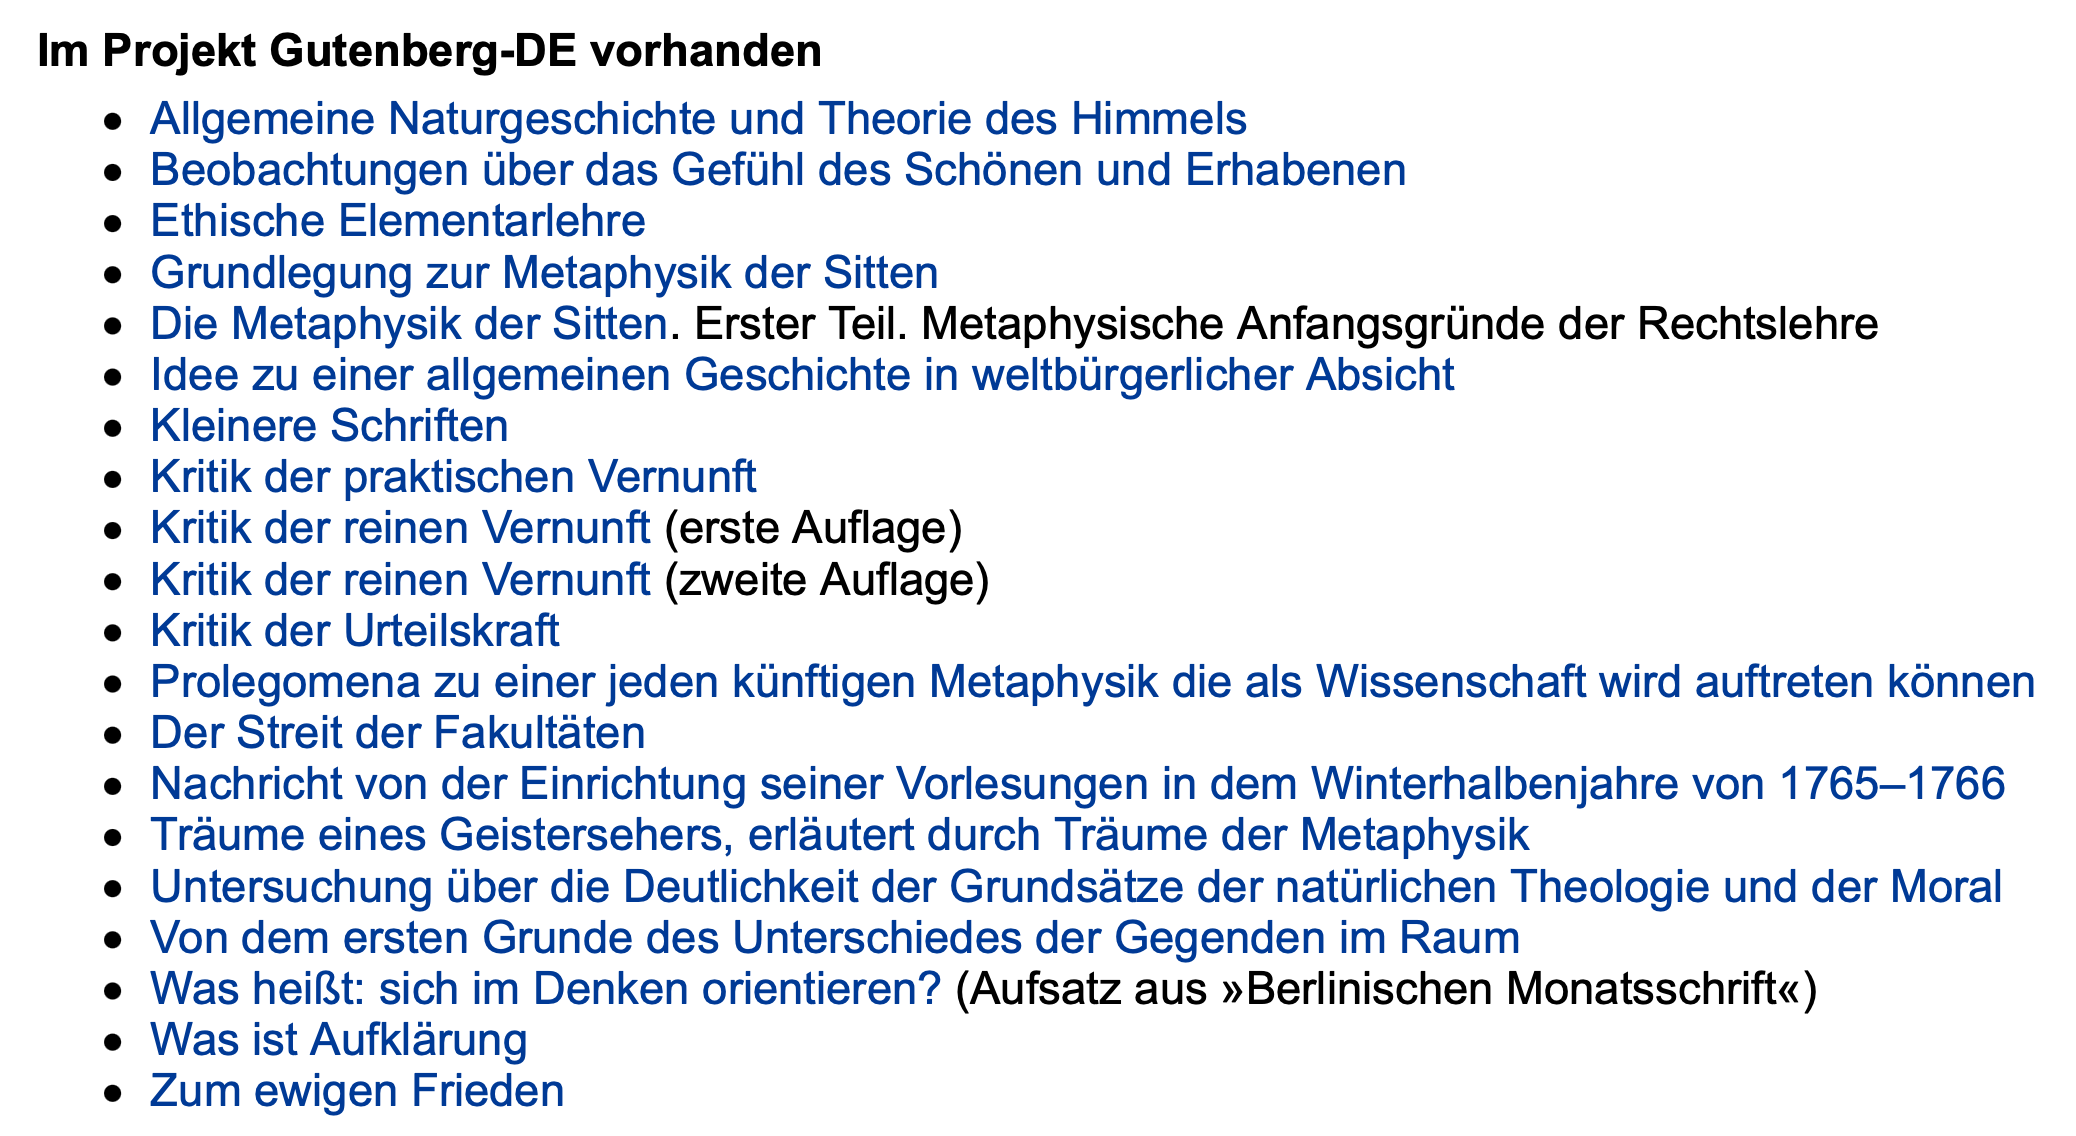 Im Projekt Gutenberg-DE vorhanden
• Allgemeine Naturgeschichte und Theorie des Himmels
• Beobachtungen über das Gefühl des Schönen und Erhabenen
• Ethische Elementarlehre
• Grundlegung zur Metaphysik der Sitten
• Die Metaphysik der Sitten. Erster Teil. Metaphysische Anfangsgründe der Rechtslehre
• Idee zu einer allgemeinen Geschichte in weltbürgerlicher Absicht
• Kleinere Schriften
• Kritik der praktischen Vernunft
• Kritik der reinen Vernunft (erste Auflage)
• Kritik der reinen Vernunft (zweite Auflage)
• Kritik der Urteilskraft
• Prolegomena zu einer jeden künftigen Metaphysik die als Wissenschaft wird auftreten können
• Der Streit der Fakultäten
• Nachricht von der Einrichtung seiner Vorlesungen in dem Winterhalbenjahre von 1765–1766
• Träume eines Geistersehers, erläutert durch Träume der Metaphysik
• Untersuchung über die Deutlichkeit der Grundsätze der natürlichen Theologie und der Moral
• Von dem ersten Grunde des Unterschiedes der Gegenden im Raum
• Was heißt: sich im Denken orientieren? (Aufsatz aus »Berlinischen Monatsschrift«)
• Was ist Aufklärung
• Zum ewigen Frieden